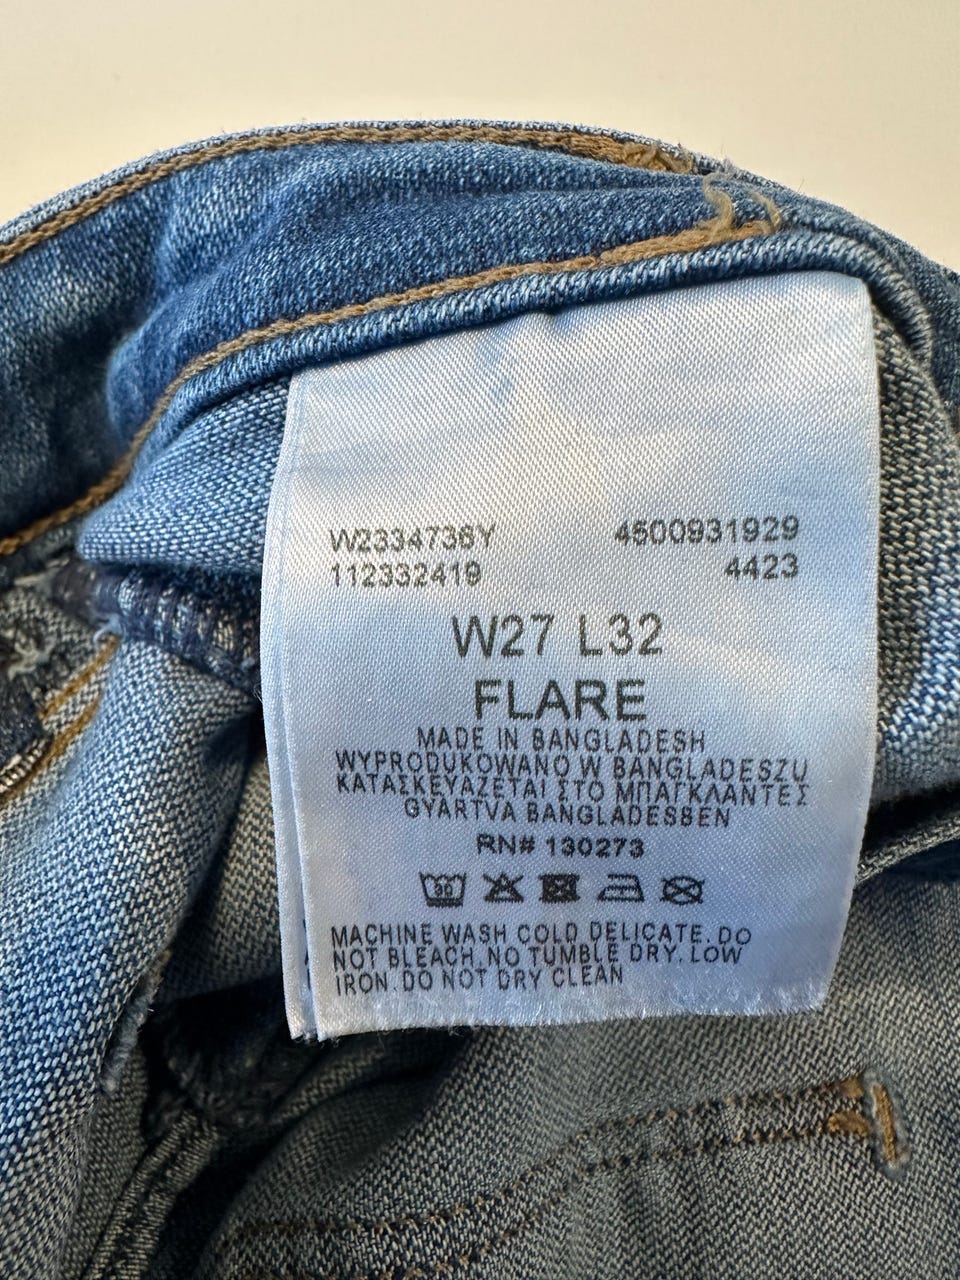 W2334736Y 4500931929
112332419 4423
W27 L32
FLARE
MADE IN BANGLADESH
WYPRODUKOWANO W BANGLADESZU
ΚΑΤΑΣΚΕΥΑΖΕΤΑΙ ΣΤΟ ΜΠΑΓΚΛΑΝΤΕΣ
GYARTVA BANGLADESBEN
RN# 130273
30
MACHINE WASH COLD DELICATE. DO
NOT BLEACH. NO TUMBLE DRY. LOW
IRON. DO NOT DRY CLEAN